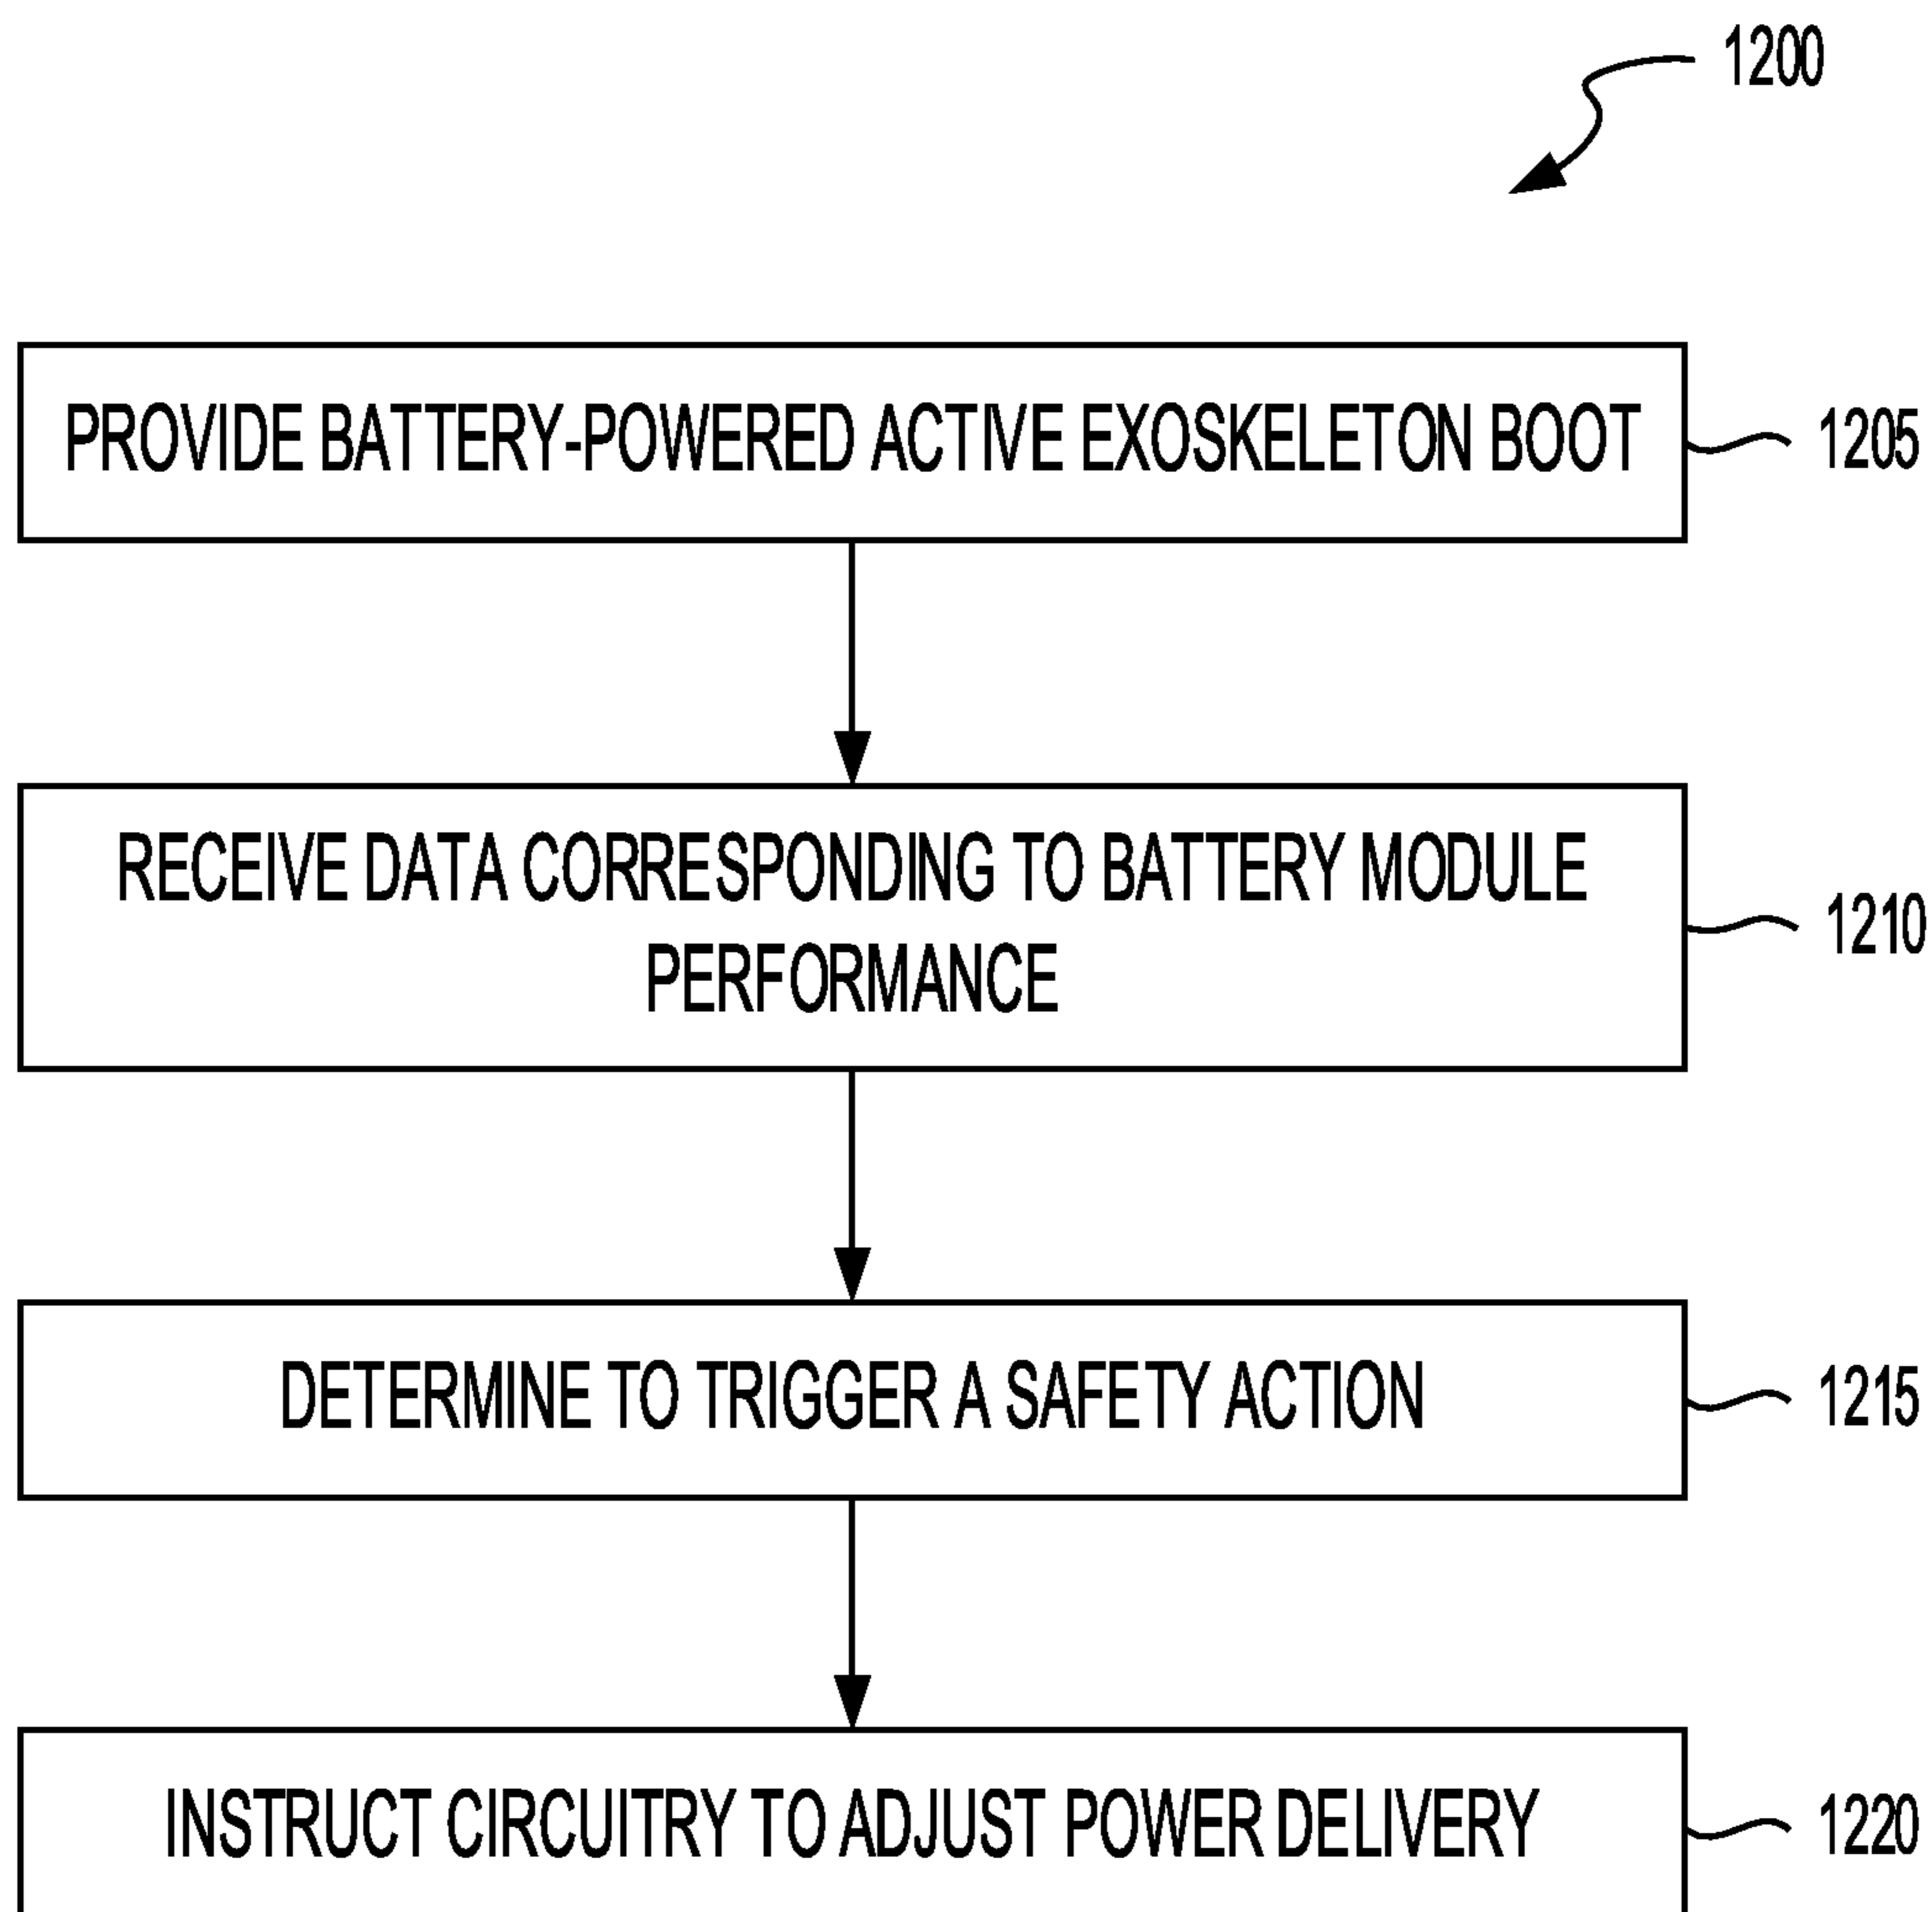 1200
PROVIDE BATTERY-POWERED ACTIVE EXOSKELETON BOOT
1205
RECEIVE DATA CORRESPONDING TO BATTERY MODULE
PERFORMANCE
1210
DETERMINE TO TRIGGER A SAFETY ACTION
1215
INSTRUCT CIRCUITRY TO ADJUST POWER DELIVERY
1220